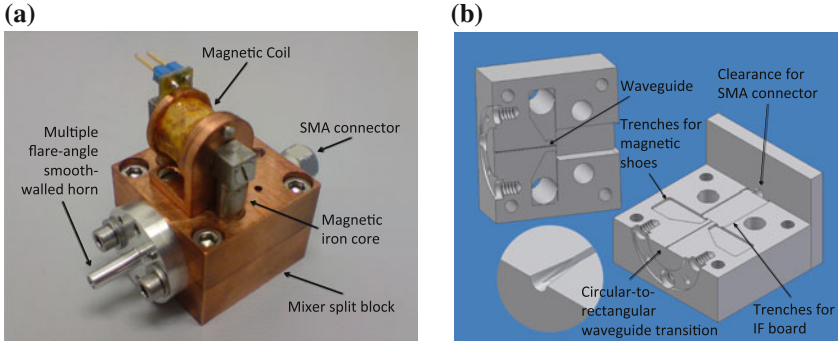 (a)
Magnetic Coil
SMA connector
Multiple
flare-angle
smooth-
walled horn
Magnetic
iron core
Mixer split block
(b)
Waveguide
Clearance for
SMA connector
Trenches for
magnetic
shoes
Circular-to-
rectangular
waveguide transition
Trenches for
IF board